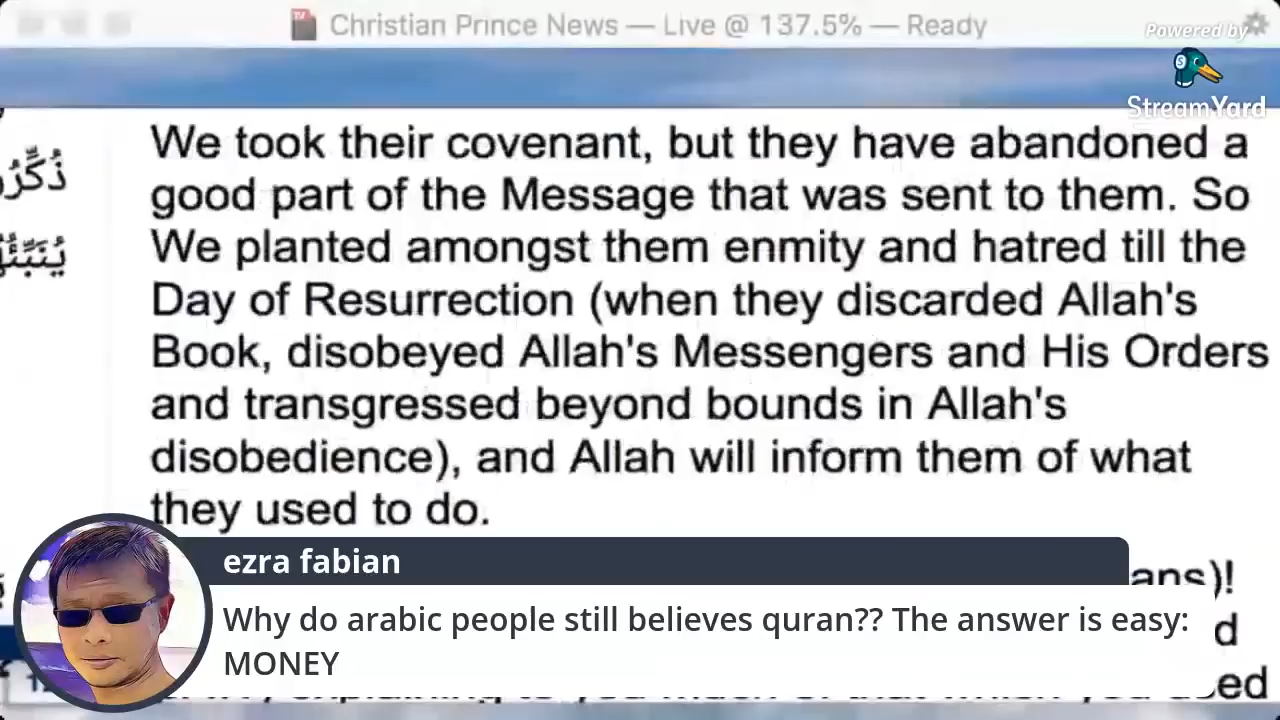 Christian Prince News — Live @ 137.5% — Ready
Powered by
StreamYard
We took their covenant, but they have abandoned a
good part of the Message that was sent to them. So
We planted amongst them enmity and hatred till the
Day of Resurrection (when they discarded Allah's
Book, disobeyed Allah's Messengers and His Orders
and transgressed beyond bounds in Allah's
disobedience), and Allah will inform them of what
they used to do.
ezra fabian
Why do arabic people still believes quran?? The answer is easy:
MONEY